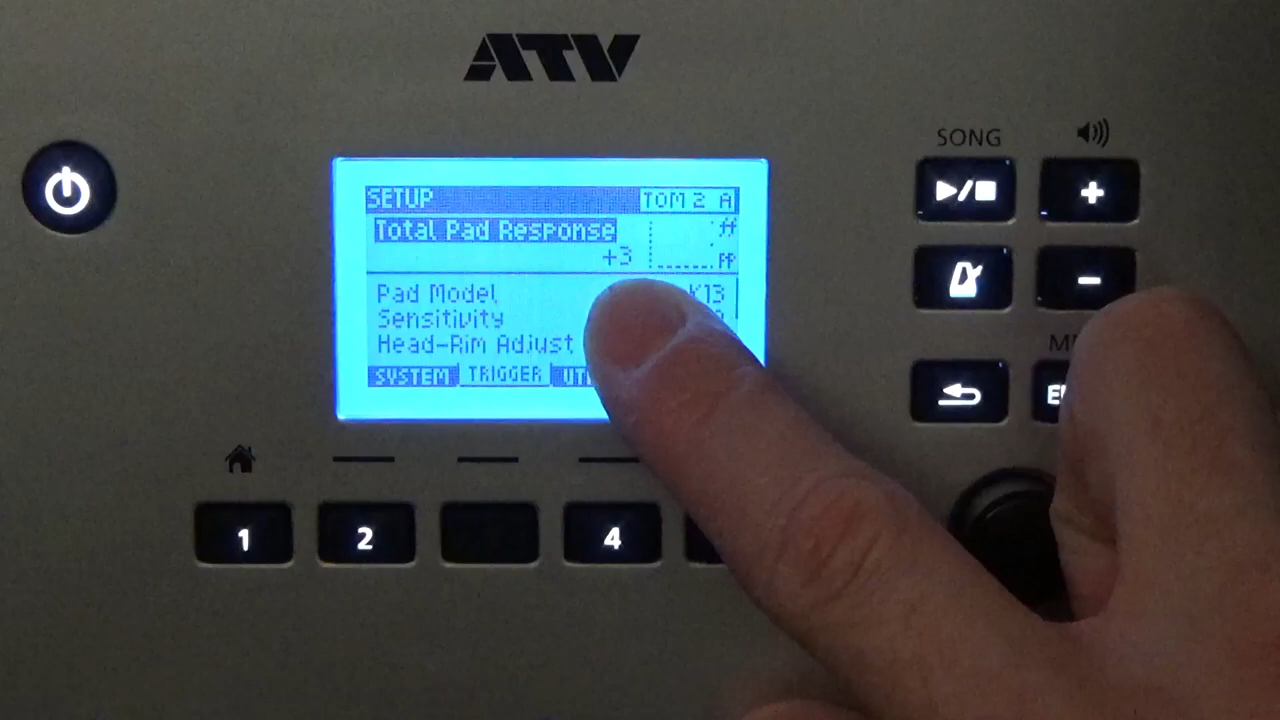 ATV
SONG
SETUP
TOM 2 A
Total Pad Response
ff
+3
PP
Pad Model
Sensitivity
Head-Rim Adjust
SYSTEM
TRIGGER
1
2
4